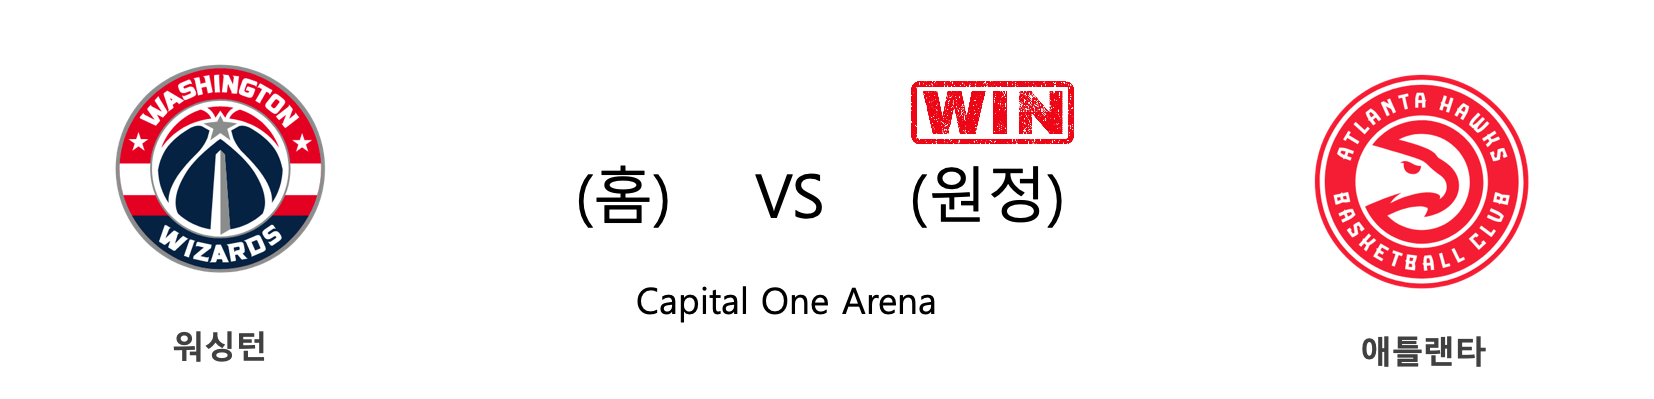 WASHINGTON
WIZARDS
워싱턴
WIN
(홈) VS (원정)
Capital One Arena
ATLANTA HAWKS
BASKETBALL CLUB
애틀랜타